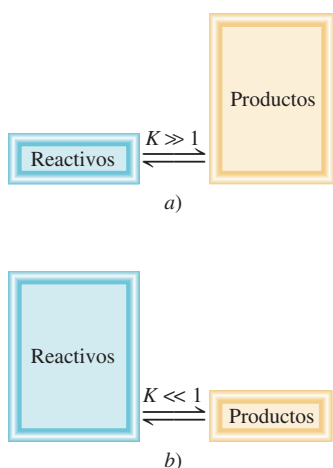 Productos
K ≫ 1
Reactivos
a)
Reactivos
K ≪ 1
Productos
b)